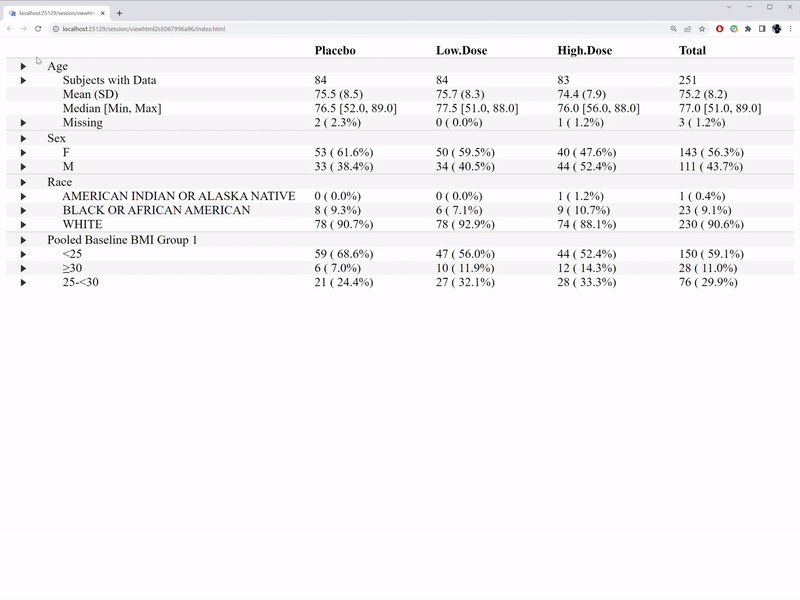 localhost:25129/session/viewhtm
localhost:25129/session/viewhtml2c6067996a96/index.html
Placebo Low.Dose High.Dose Total
Age
Subjects with Data 84 84 83 251
Mean (SD) 75.5 (8.5) 75.7 (8.3) 74.4 (7.9) 75.2 (8.2)
Median [Min, Max] 76.5 [52.0, 89.0] 77.5 [51.0, 88.0] 76.0 [56.0, 88.0] 77.0 [51.0, 89.0]
Missing 2 ( 2.3%) 0 ( 0.0%) 1 ( 1.2%) 3 ( 1.2%)
Sex
F 53 ( 61.6%) 50 ( 59.5%) 40 ( 47.6%) 143 ( 56.3%)
M 33 ( 38.4%) 34 ( 40.5%) 44 ( 52.4%) 111 ( 43.7%)
Race
AMERICAN INDIAN OR ALASKA NATIVE 0 ( 0.0%) 0 ( 0.0%) 1 ( 1.2%) 1 ( 0.4%)
BLACK OR AFRICAN AMERICAN 8 ( 9.3%) 6 ( 7.1%) 9 ( 10.7%) 23 ( 9.1%)
WHITE 78 ( 90.7%) 78 ( 92.9%) 74 ( 88.1%) 230 ( 90.6%)
Pooled Baseline BMI Group 1
<25 59 ( 68.6%) 47 ( 56.0%) 44 ( 52.4%) 150 ( 59.1%)
≥30 6 ( 7.0%) 10 ( 11.9%) 12 ( 14.3%) 28 ( 11.0%)
25-<30 21 ( 24.4%) 27 ( 32.1%) 28 ( 33.3%) 76 ( 29.9%)